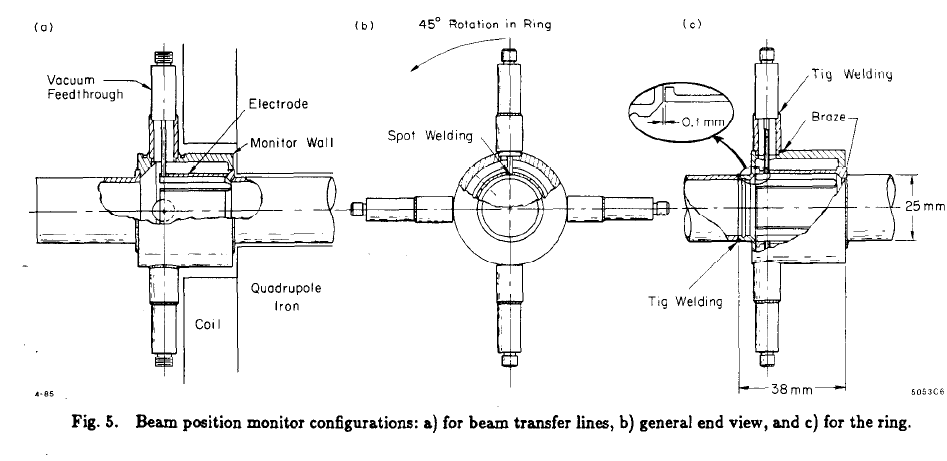 (a)
(b)
45° Rotation in Ring
(c)
Vacuum
Feedthrough
Electrode
Monitor Wall
Spot Welding
Tig Welding
Braze
0.1 mm
25 mm
Tig Welding
Quadrupole
Iron
Coil
38 mm
4-85
5053C6
Fig. 5. Beam position monitor configurations: a) for beam transfer lines, b) general end view, and c) for the ring.